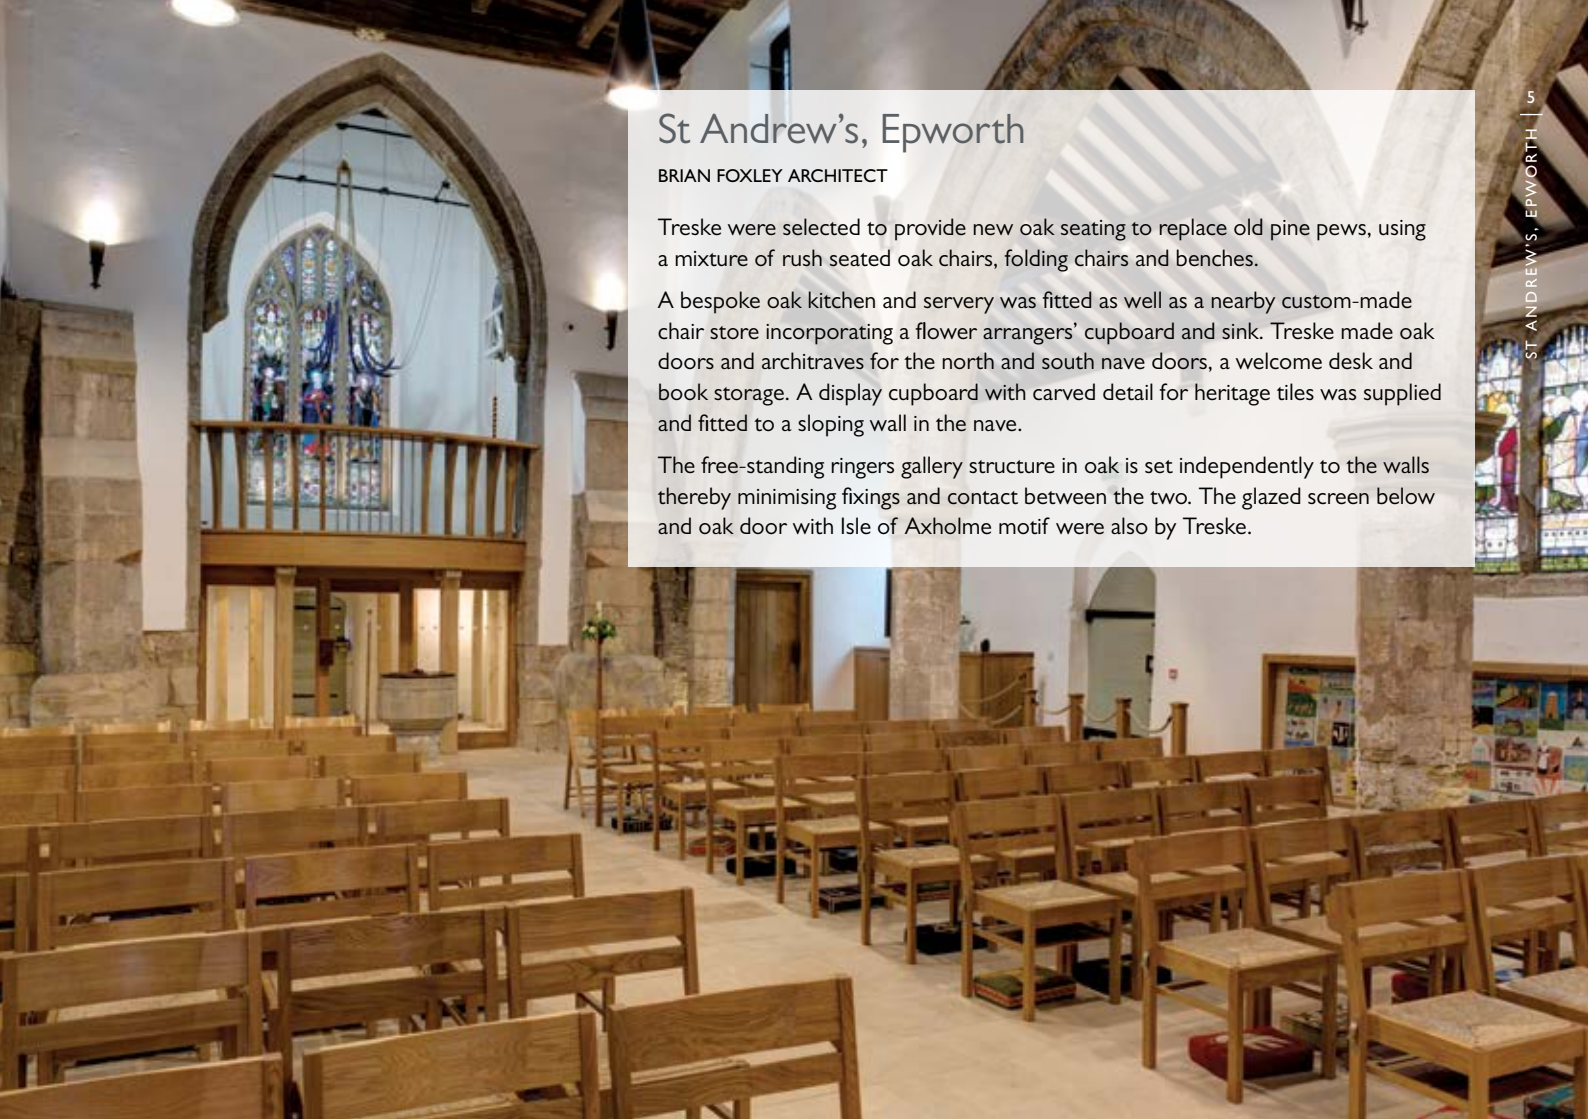 St Andrew’s, Epworth
BRIAN FOXLEY ARCHITECT
Treske were selected to provide new oak seating to replace old pine pews, using
a mixture of rush seated oak chairs, folding chairs and benches.
A bespoke oak kitchen and servery was fitted as well as a nearby custom-made
chair store incorporating a flower arrangers’ cupboard and sink. Treske made oak
doors and architraves for the north and south nave doors, a welcome desk and
book storage. A display cupboard with carved detail for heritage tiles was supplied
and fitted to a sloping wall in the nave.
The free-standing ringers gallery structure in oak is set independently to the walls
thereby minimising fixings and contact between the two. The glazed screen below
and oak door with Isle of Axholme motif were also by Treske.
ST ANDREW’S, EPWORTH | 5